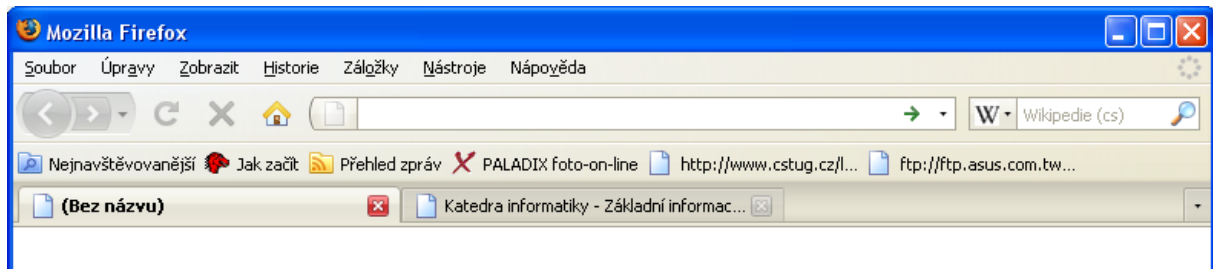 Mozilla Firefox
Soubor Úpravy Zobrazit Historie Záložky Nástroje Nápověda
W Wikipedie (cs)
Nejnavštěvovanější Jak začít Přehled zpráv PALADIX foto-on-line http://www.cstug.cz/l... ftp://ftp.asus.com.tw...
(Bez názvu) Katedra informatiky - Základní informac...